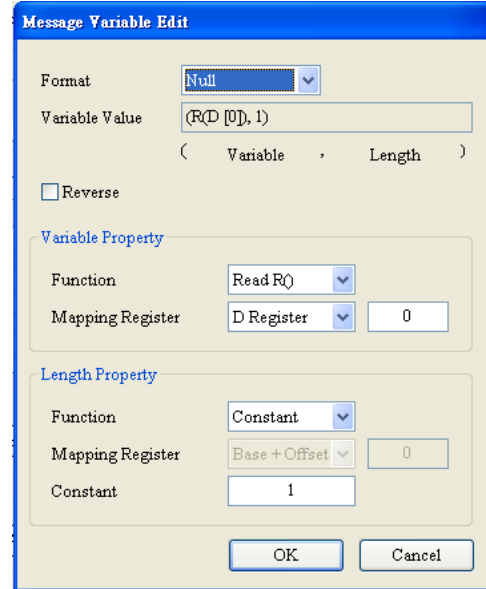 Message Variable Edit
Format Null
Variable Value (R(D [0]), 1)
( Variable , Length )
Reverse
Variable Property
Function Read R()
Mapping Register D Register 0
Length Property
Function Constant
Mapping Register Base + Offset 0
Constant 1
OK Cancel